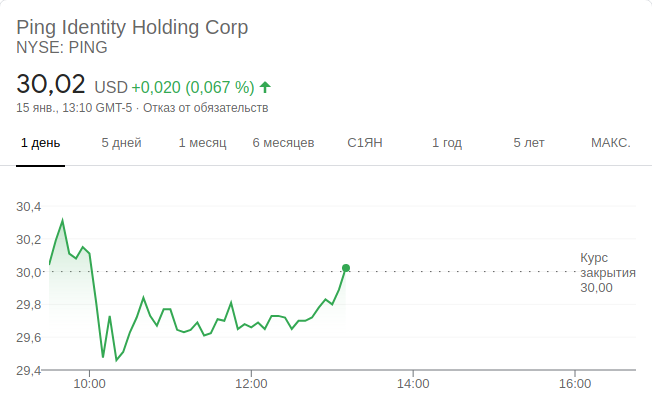 Ping Identity Holding Corp
NYSE: PING
30,02 USD +0,020 (0,067 %)
15 янв., 13:10 GMT-5 · Отказ от обязательств
1 день 5 дней 1 месяц 6 месяцев С1ЯН 1 год 5 лет МАКС.
30,4
30,2
30,0
29,8
29,6
29,4
Курс
закрытия
30,00
10:00 12:00 14:00 16:00